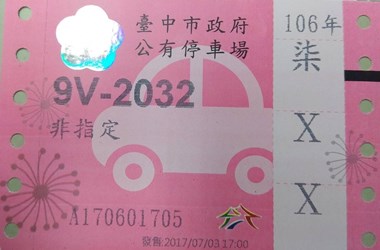 臺中市政府
公有停車場
106年
柒
X
X
9V-2032
非指定
A170601705
發售:2017/07/03 17:00